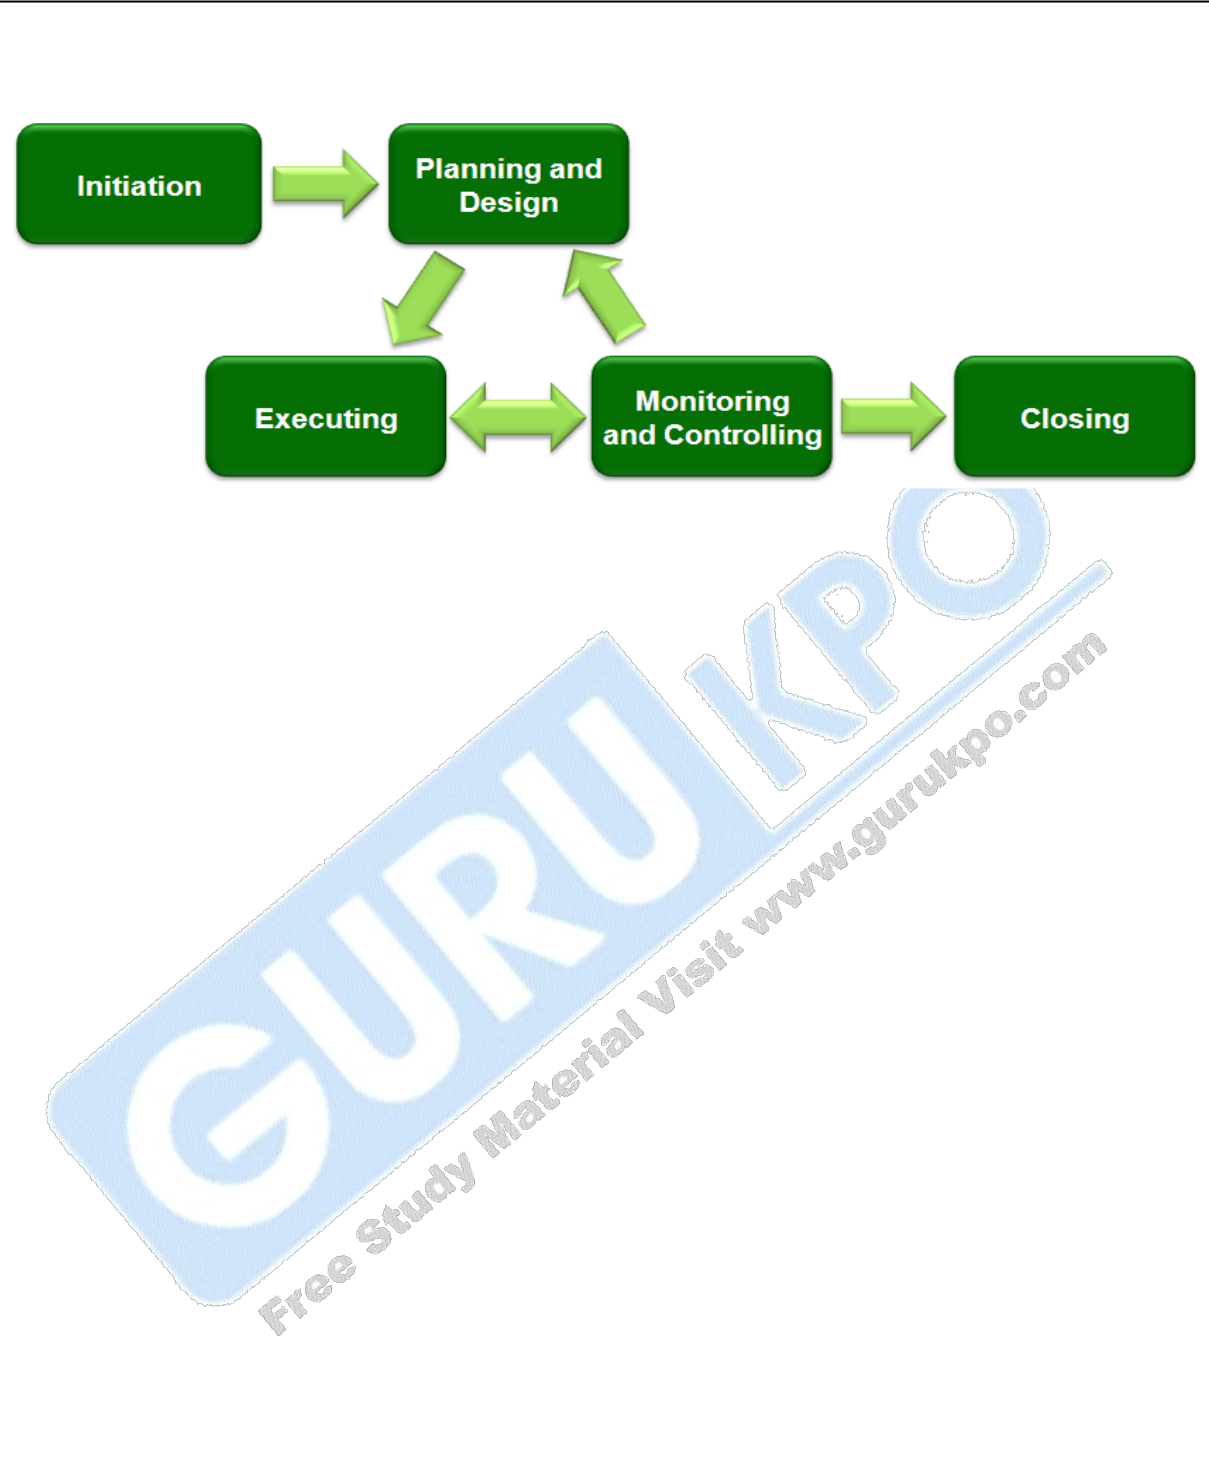 Initiation
Planning and
Design
Executing
Monitoring
and Controlling
Closing
GURU KPO
Free Study Material Visit www.gurukpo.com